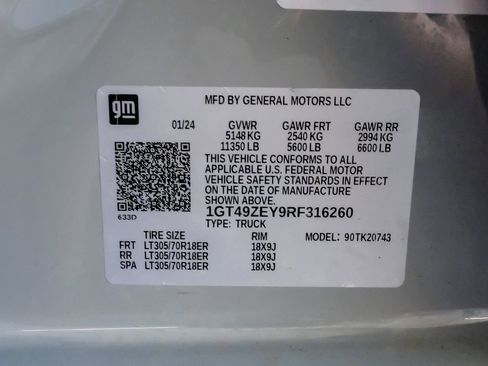 gm
MFD BY GENERAL MOTORS LLC
01/24 GVWR GAWR FRT GAWR RR
5148 KG 2540 KG 2994 KG
11350 LB 5600 LB 6600 LB
THIS VEHICLE CONFORMS TO ALL
APPLICABLE U.S. FEDERAL MOTOR
VEHICLE SAFETY STANDARDS IN EFFECT
ON THE DATE OF MANUFACTURE
SHOWN ABOVE.
1GT49ZEY9RF316260
633D
TYPE: TRUCK
TIRE SIZE RIM MODEL: 90TK20743
FRT LT305/70R18ER 18X9J
RR LT305/70R18ER 18X9J
SPA LT305/70R18ER 18X9J